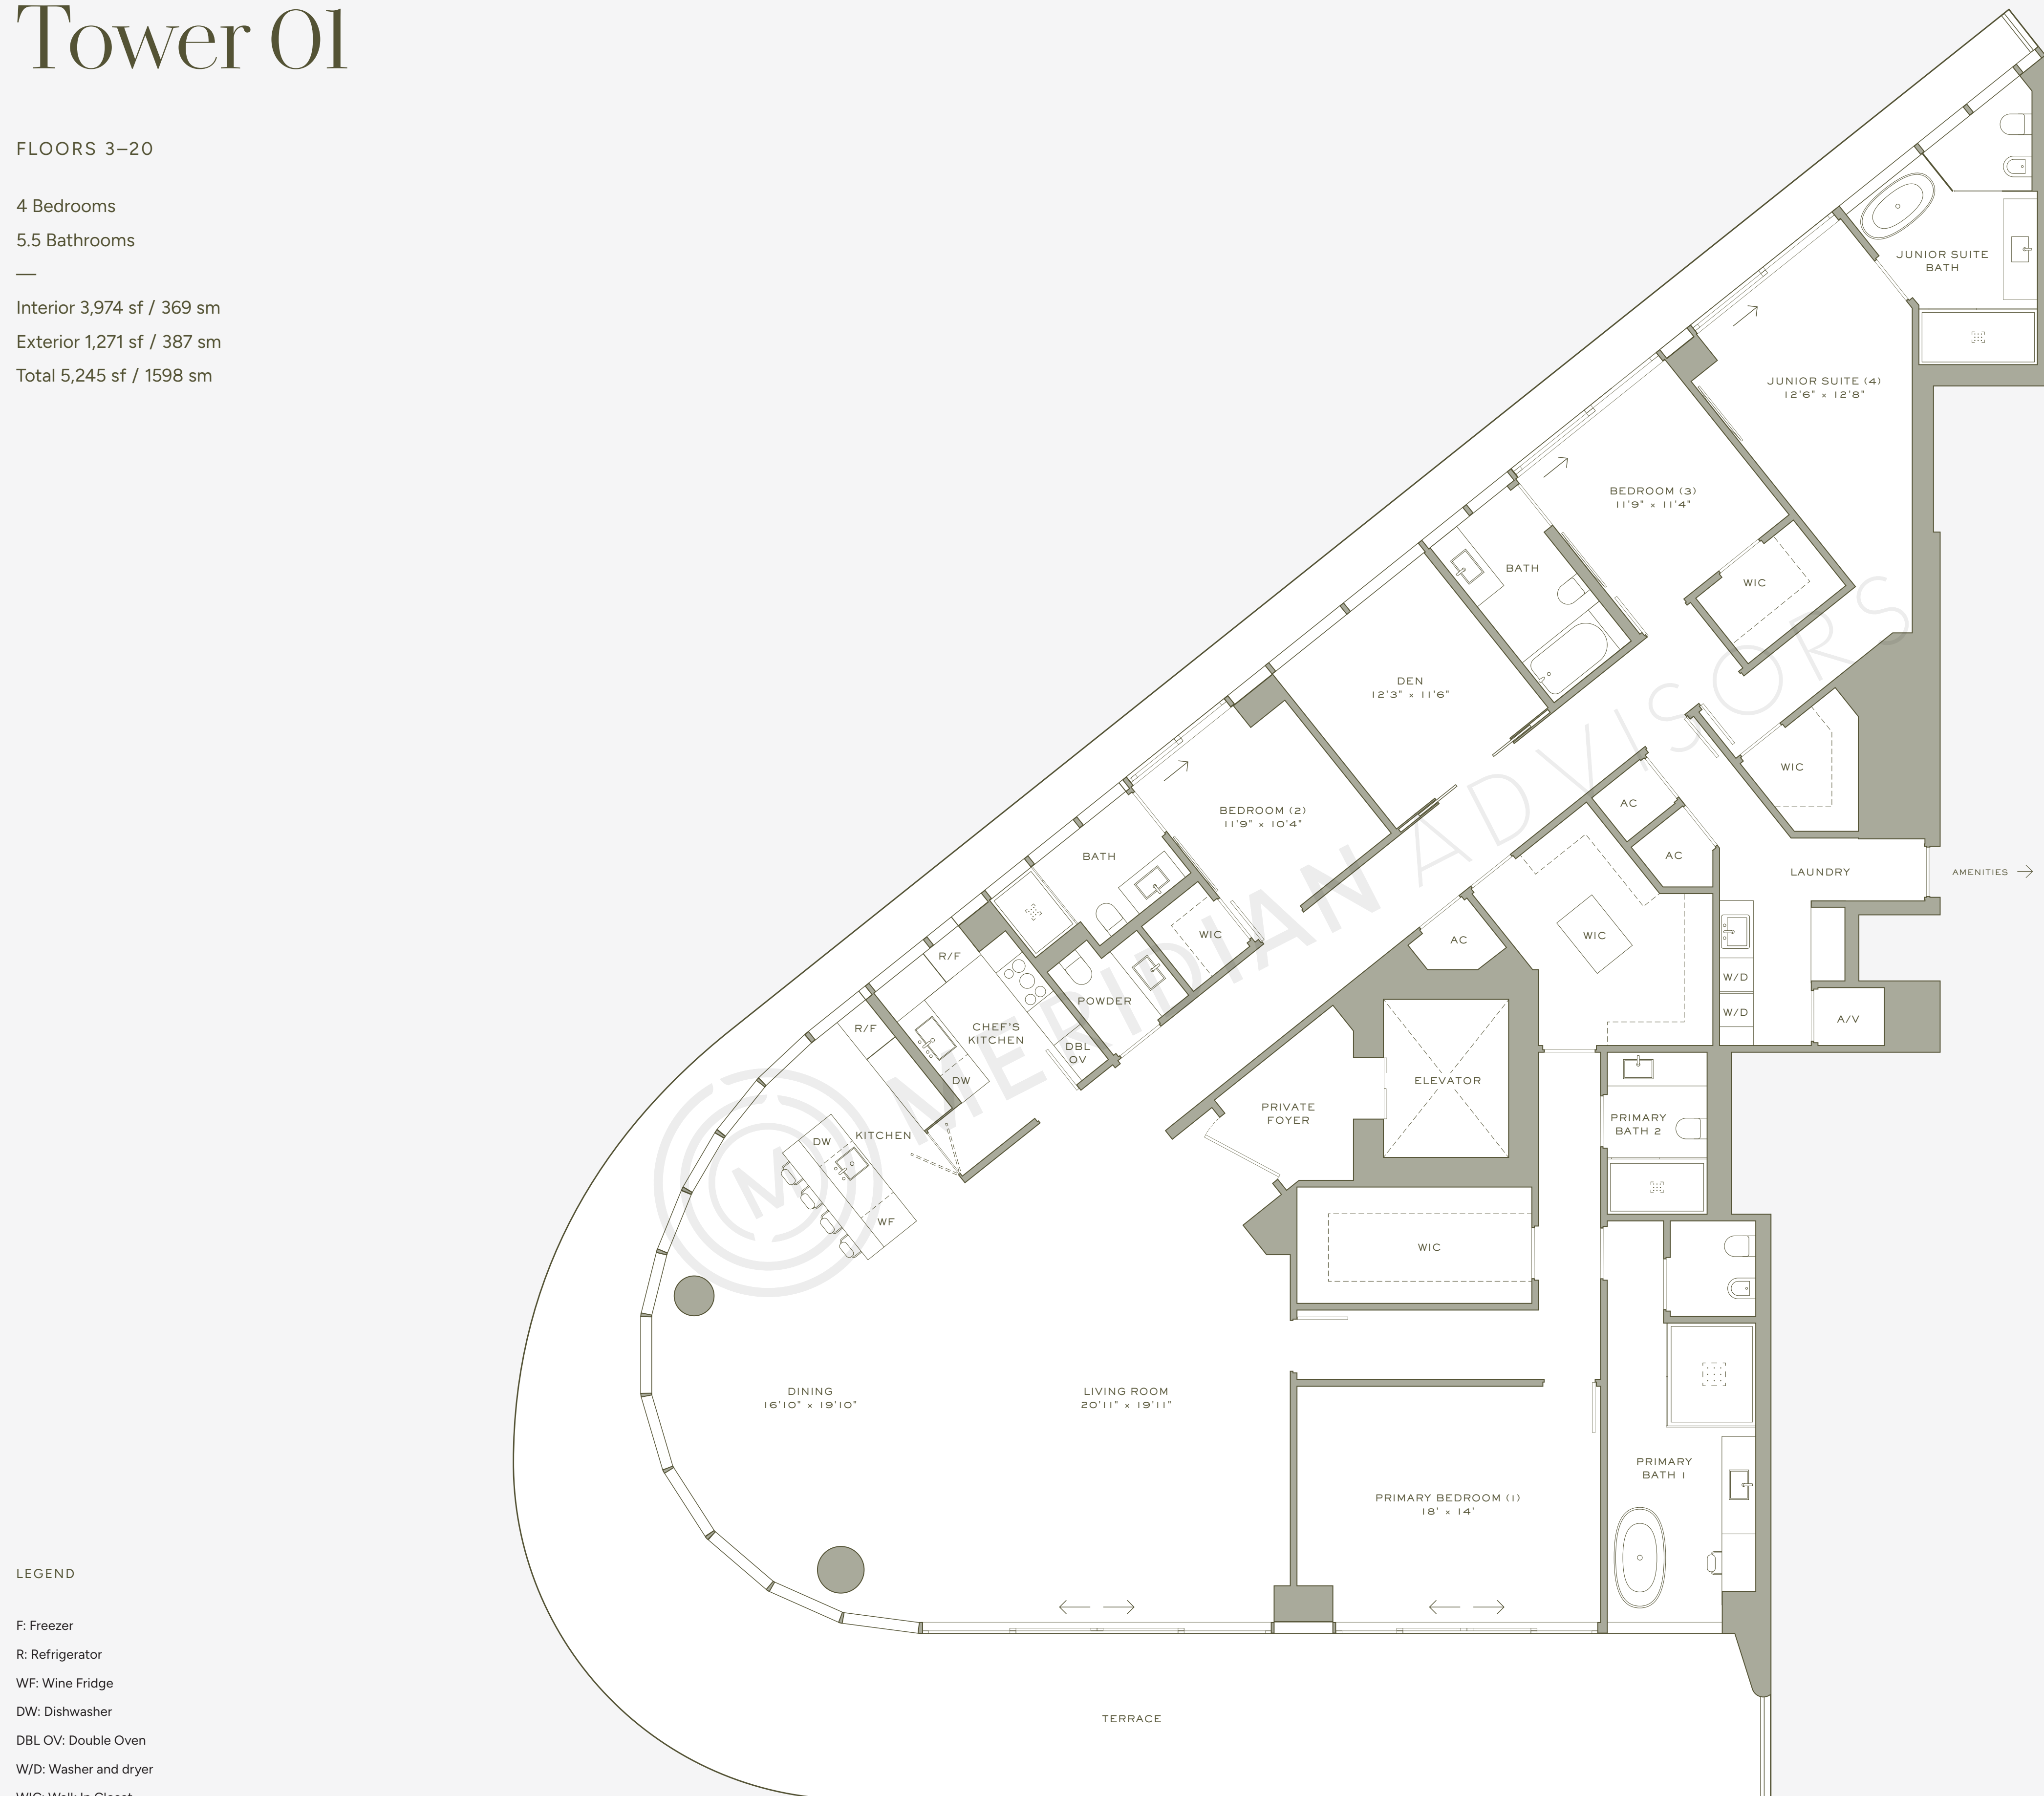 Tower 01
FLOORS 3–20
4 Bedrooms
5.5 Bathrooms
—
Interior 3,974 sf / 369 sm
Exterior 1,271 sf / 387 sm
Total 5,245 sf / 1598 sm
JUNIOR SUITE
BATH
JUNIOR SUITE (4)
12'6" × 12'8"
BEDROOM (3)
11'9" × 11'4"
BATH
WIC
DEN
12'3" × 11'6"
WIC
BEDROOM (2)
11'9" × 10'4"
AC
BATH
AC
LAUNDRY
AMENITIES
WIC
AC
WIC
R/F
W/D
POWDER
W/D
A/V
R/F
CHEF'S
KITCHEN
DBL
OV
DW
ELEVATOR
PRIVATE
FOYER
PRIMARY
BATH 2
KITCHEN
DW
WF
WIC
DINING
16'10" × 19'10"
LIVING ROOM
20'11" × 19'11"
PRIMARY
BATH 1
PRIMARY BEDROOM (1)
18' × 14'
TERRACE
M MERIDIAN ADVISORS
LEGEND
F: Freezer
R: Refrigerator
WF: Wine Fridge
DW: Dishwasher
DBL OV: Double Oven
W/D: Washer and dryer